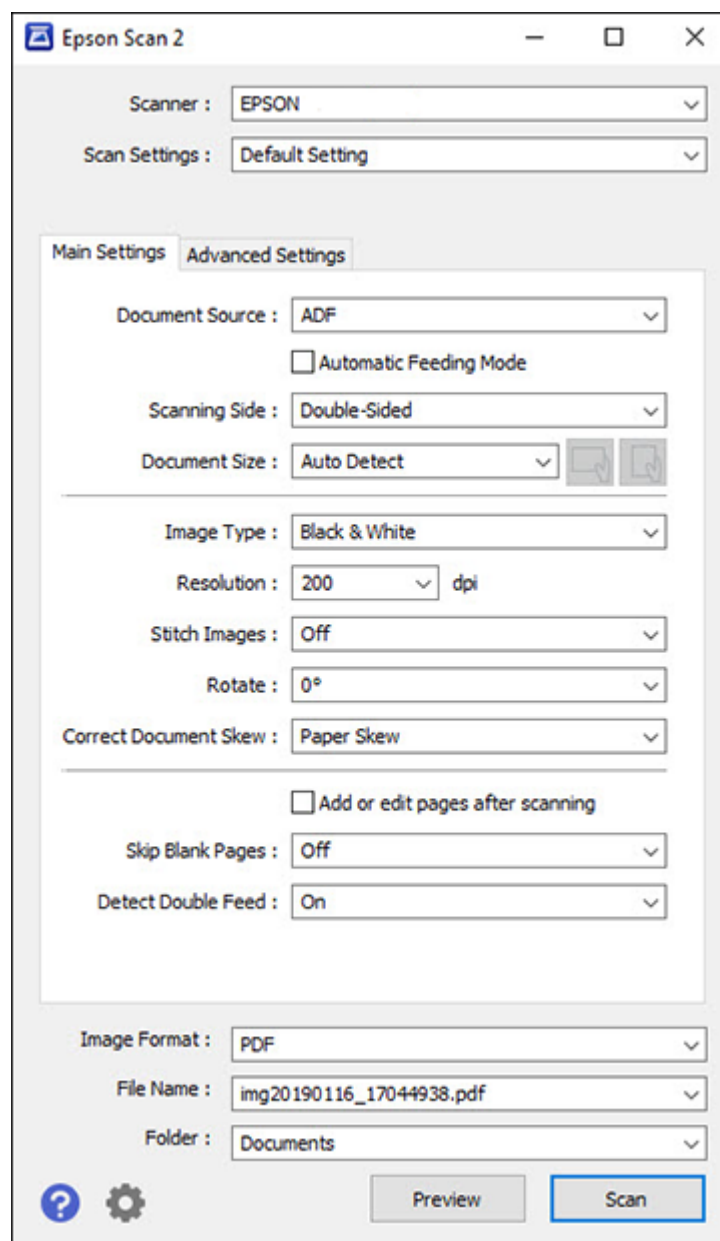 Epson Scan 2
Scanner : EPSON
Scan Settings : Default Setting
Main Settings Advanced Settings
Document Source : ADF
Automatic Feeding Mode
Scanning Side : Double-Sided
Document Size : Auto Detect
Image Type : Black & White
Resolution : 200 dpi
Stitch Images : Off
Rotate : 0°
Correct Document Skew : Paper Skew
Add or edit pages after scanning
Skip Blank Pages : Off
Detect Double Feed : On
Image Format : PDF
File Name : img20190116_17044938.pdf
Folder : Documents
? Preview Scan